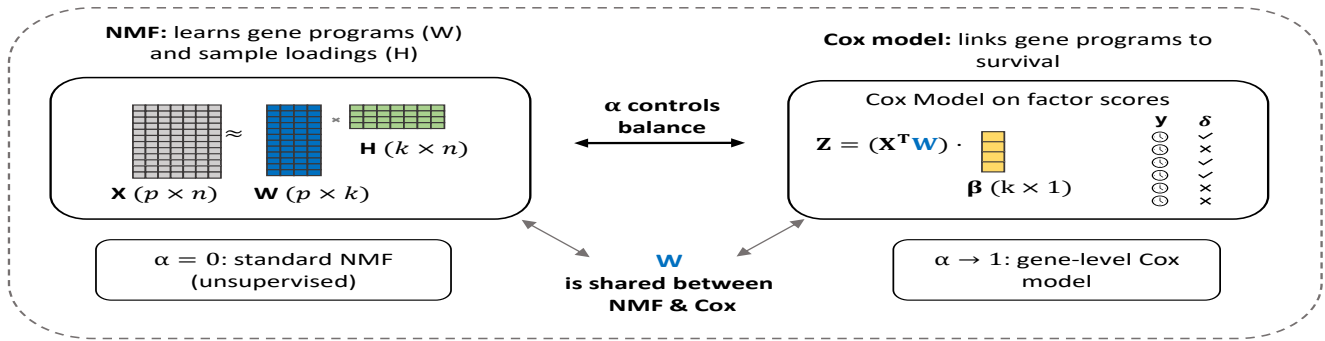 NMF: learns gene programs (W)
and sample loadings (H)
≈
×
H (k × n)
X (p × n)
W (p × k)
α = 0: standard NMF
(unsupervised)
α controls
balance
W
is shared between
NMF & Cox
Cox model: links gene programs to
survival
Cox Model on factor scores
Z = (XᵀW) ·
β (k × 1)
y δ
✓
×
✓
✓
×
×
α → 1: gene-level Cox
model